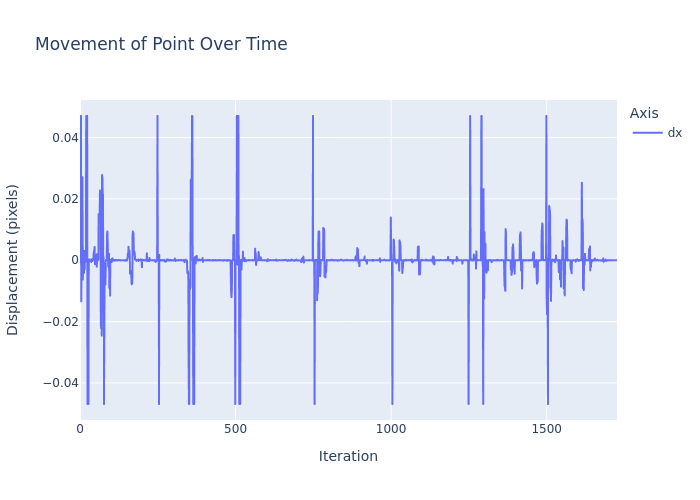 Movement of Point Over Time
Axis
dx
Displacement (pixels)
0.04
0.02
0
−0.02
−0.04
0
500
1000
1500
Iteration